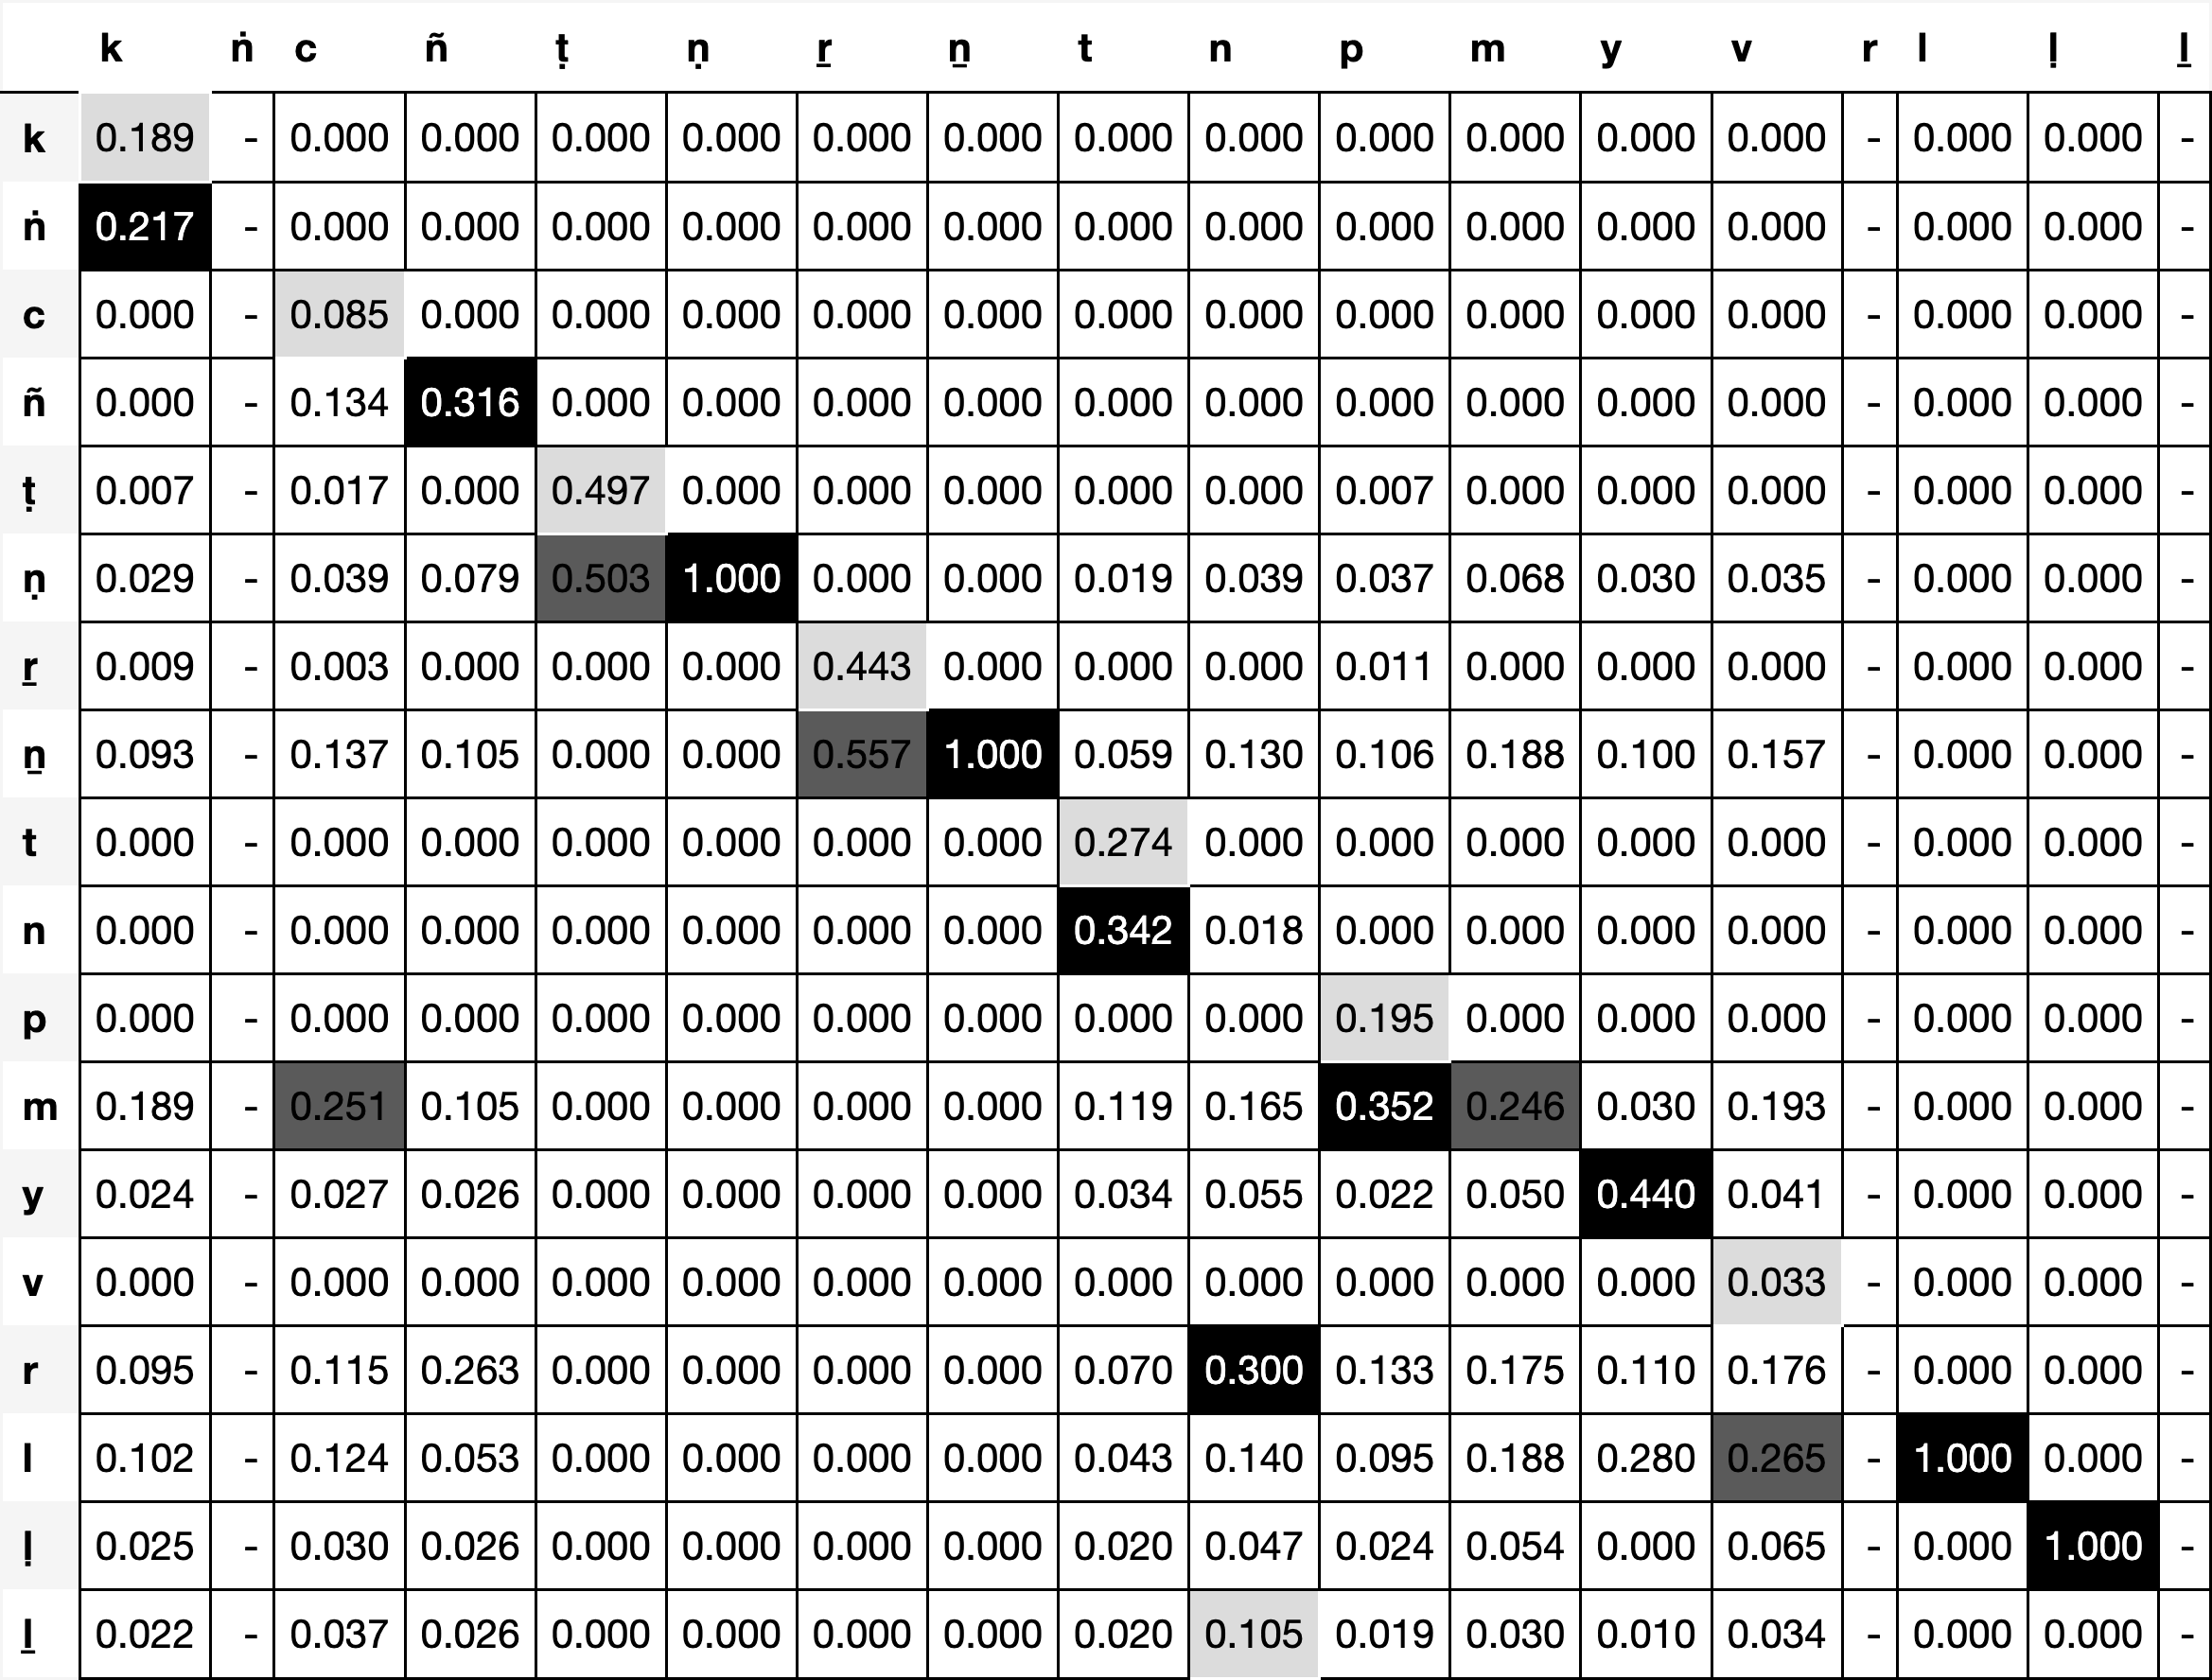 k ṅ c ñ ṭ ṇ ṟ ṉ t n p m y v r l ḷ ḻ
k 0.189 - 0.000 0.000 0.000 0.000 0.000 0.000 0.000 0.000 0.000 0.000 0.000 0.000 - 0.000 0.000 -
ṅ 0.217 - 0.000 0.000 0.000 0.000 0.000 0.000 0.000 0.000 0.000 0.000 0.000 0.000 - 0.000 0.000 -
c 0.000 - 0.085 0.000 0.000 0.000 0.000 0.000 0.000 0.000 0.000 0.000 0.000 0.000 - 0.000 0.000 -
ñ 0.000 - 0.134 0.316 0.000 0.000 0.000 0.000 0.000 0.000 0.000 0.000 0.000 0.000 - 0.000 0.000 -
ṭ 0.007 - 0.017 0.000 0.497 0.000 0.000 0.000 0.000 0.000 0.007 0.000 0.000 0.000 - 0.000 0.000 -
ṇ 0.029 - 0.039 0.079 0.503 1.000 0.000 0.000 0.019 0.039 0.037 0.068 0.030 0.035 - 0.000 0.000 -
ṟ 0.009 - 0.003 0.000 0.000 0.000 0.443 0.000 0.000 0.000 0.011 0.000 0.000 0.000 - 0.000 0.000 -
ṉ 0.093 - 0.137 0.105 0.000 0.000 0.557 1.000 0.059 0.130 0.106 0.188 0.100 0.157 - 0.000 0.000 -
t 0.000 - 0.000 0.000 0.000 0.000 0.000 0.000 0.274 0.000 0.000 0.000 0.000 0.000 - 0.000 0.000 -
n 0.000 - 0.000 0.000 0.000 0.000 0.000 0.000 0.342 0.018 0.000 0.000 0.000 0.000 - 0.000 0.000 -
p 0.000 - 0.000 0.000 0.000 0.000 0.000 0.000 0.000 0.000 0.195 0.000 0.000 0.000 - 0.000 0.000 -
m 0.189 - 0.251 0.105 0.000 0.000 0.000 0.000 0.119 0.165 0.352 0.246 0.030 0.193 - 0.000 0.000 -
y 0.024 - 0.027 0.026 0.000 0.000 0.000 0.000 0.034 0.055 0.022 0.050 0.440 0.041 - 0.000 0.000 -
v 0.000 - 0.000 0.000 0.000 0.000 0.000 0.000 0.000 0.000 0.000 0.000 0.000 0.033 - 0.000 0.000 -
r 0.095 - 0.115 0.263 0.000 0.000 0.000 0.000 0.070 0.300 0.133 0.175 0.110 0.176 - 0.000 0.000 -
l 0.102 - 0.124 0.053 0.000 0.000 0.000 0.000 0.043 0.140 0.095 0.188 0.280 0.265 - 1.000 0.000 -
ḷ 0.025 - 0.030 0.026 0.000 0.000 0.000 0.000 0.020 0.047 0.024 0.054 0.000 0.065 - 0.000 1.000 -
ḻ 0.022 - 0.037 0.026 0.000 0.000 0.000 0.000 0.020 0.105 0.019 0.030 0.010 0.034 - 0.000 0.000 -